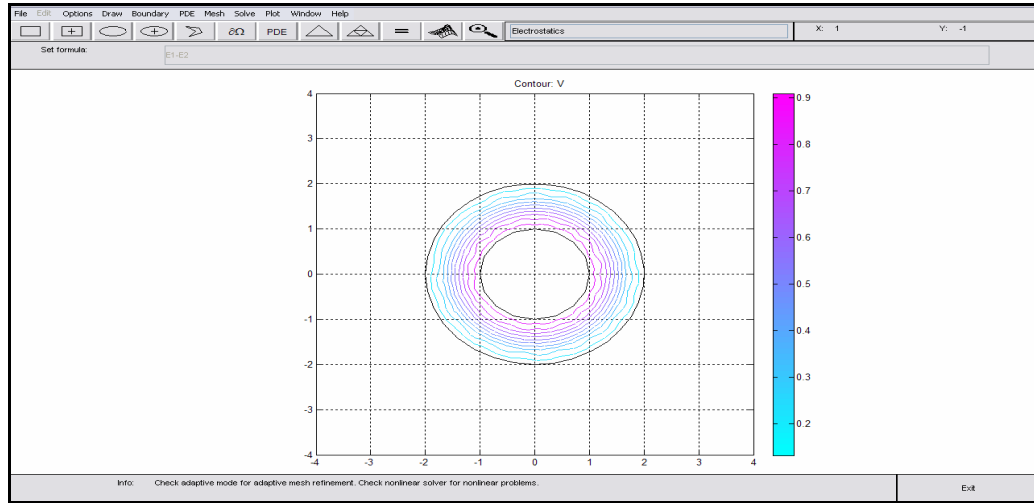 File Edit Options Draw Boundary PDE Mesh Solve Plot Window Help
∂Ω PDE = Electrostatics X: 1 Y: -1
Set formula: E1-E2
Contour: V
4
3
2
1
0
-1
-2
-3
-4
-4 -3 -2 -1 0 1 2 3 4
0.9
0.8
0.7
0.6
0.5
0.4
0.3
0.2
Info: Check adaptive mode for adaptive mesh refinement. Check nonlinear solver for nonlinear problems. Exit